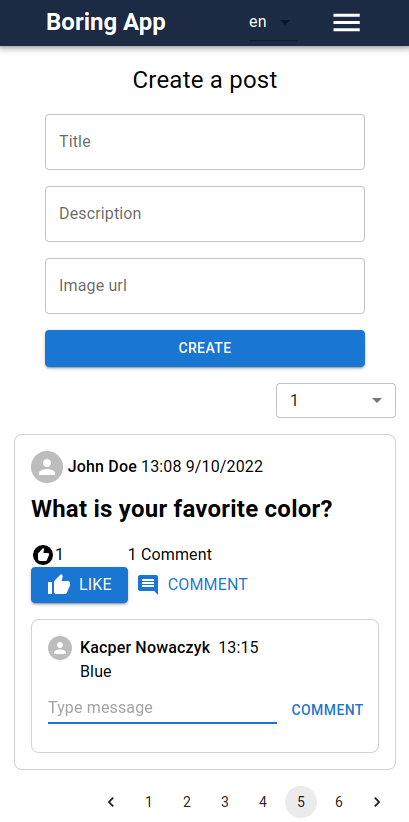 Boring App en
Create a post
Title
Description
Image url
CREATE
1
John Doe 13:08 9/10/2022
What is your favorite color?
1 1 Comment
LIKE COMMENT
Kacper Nowaczyk 13:15
Blue
Type message COMMENT
1 2 3 4 5 6